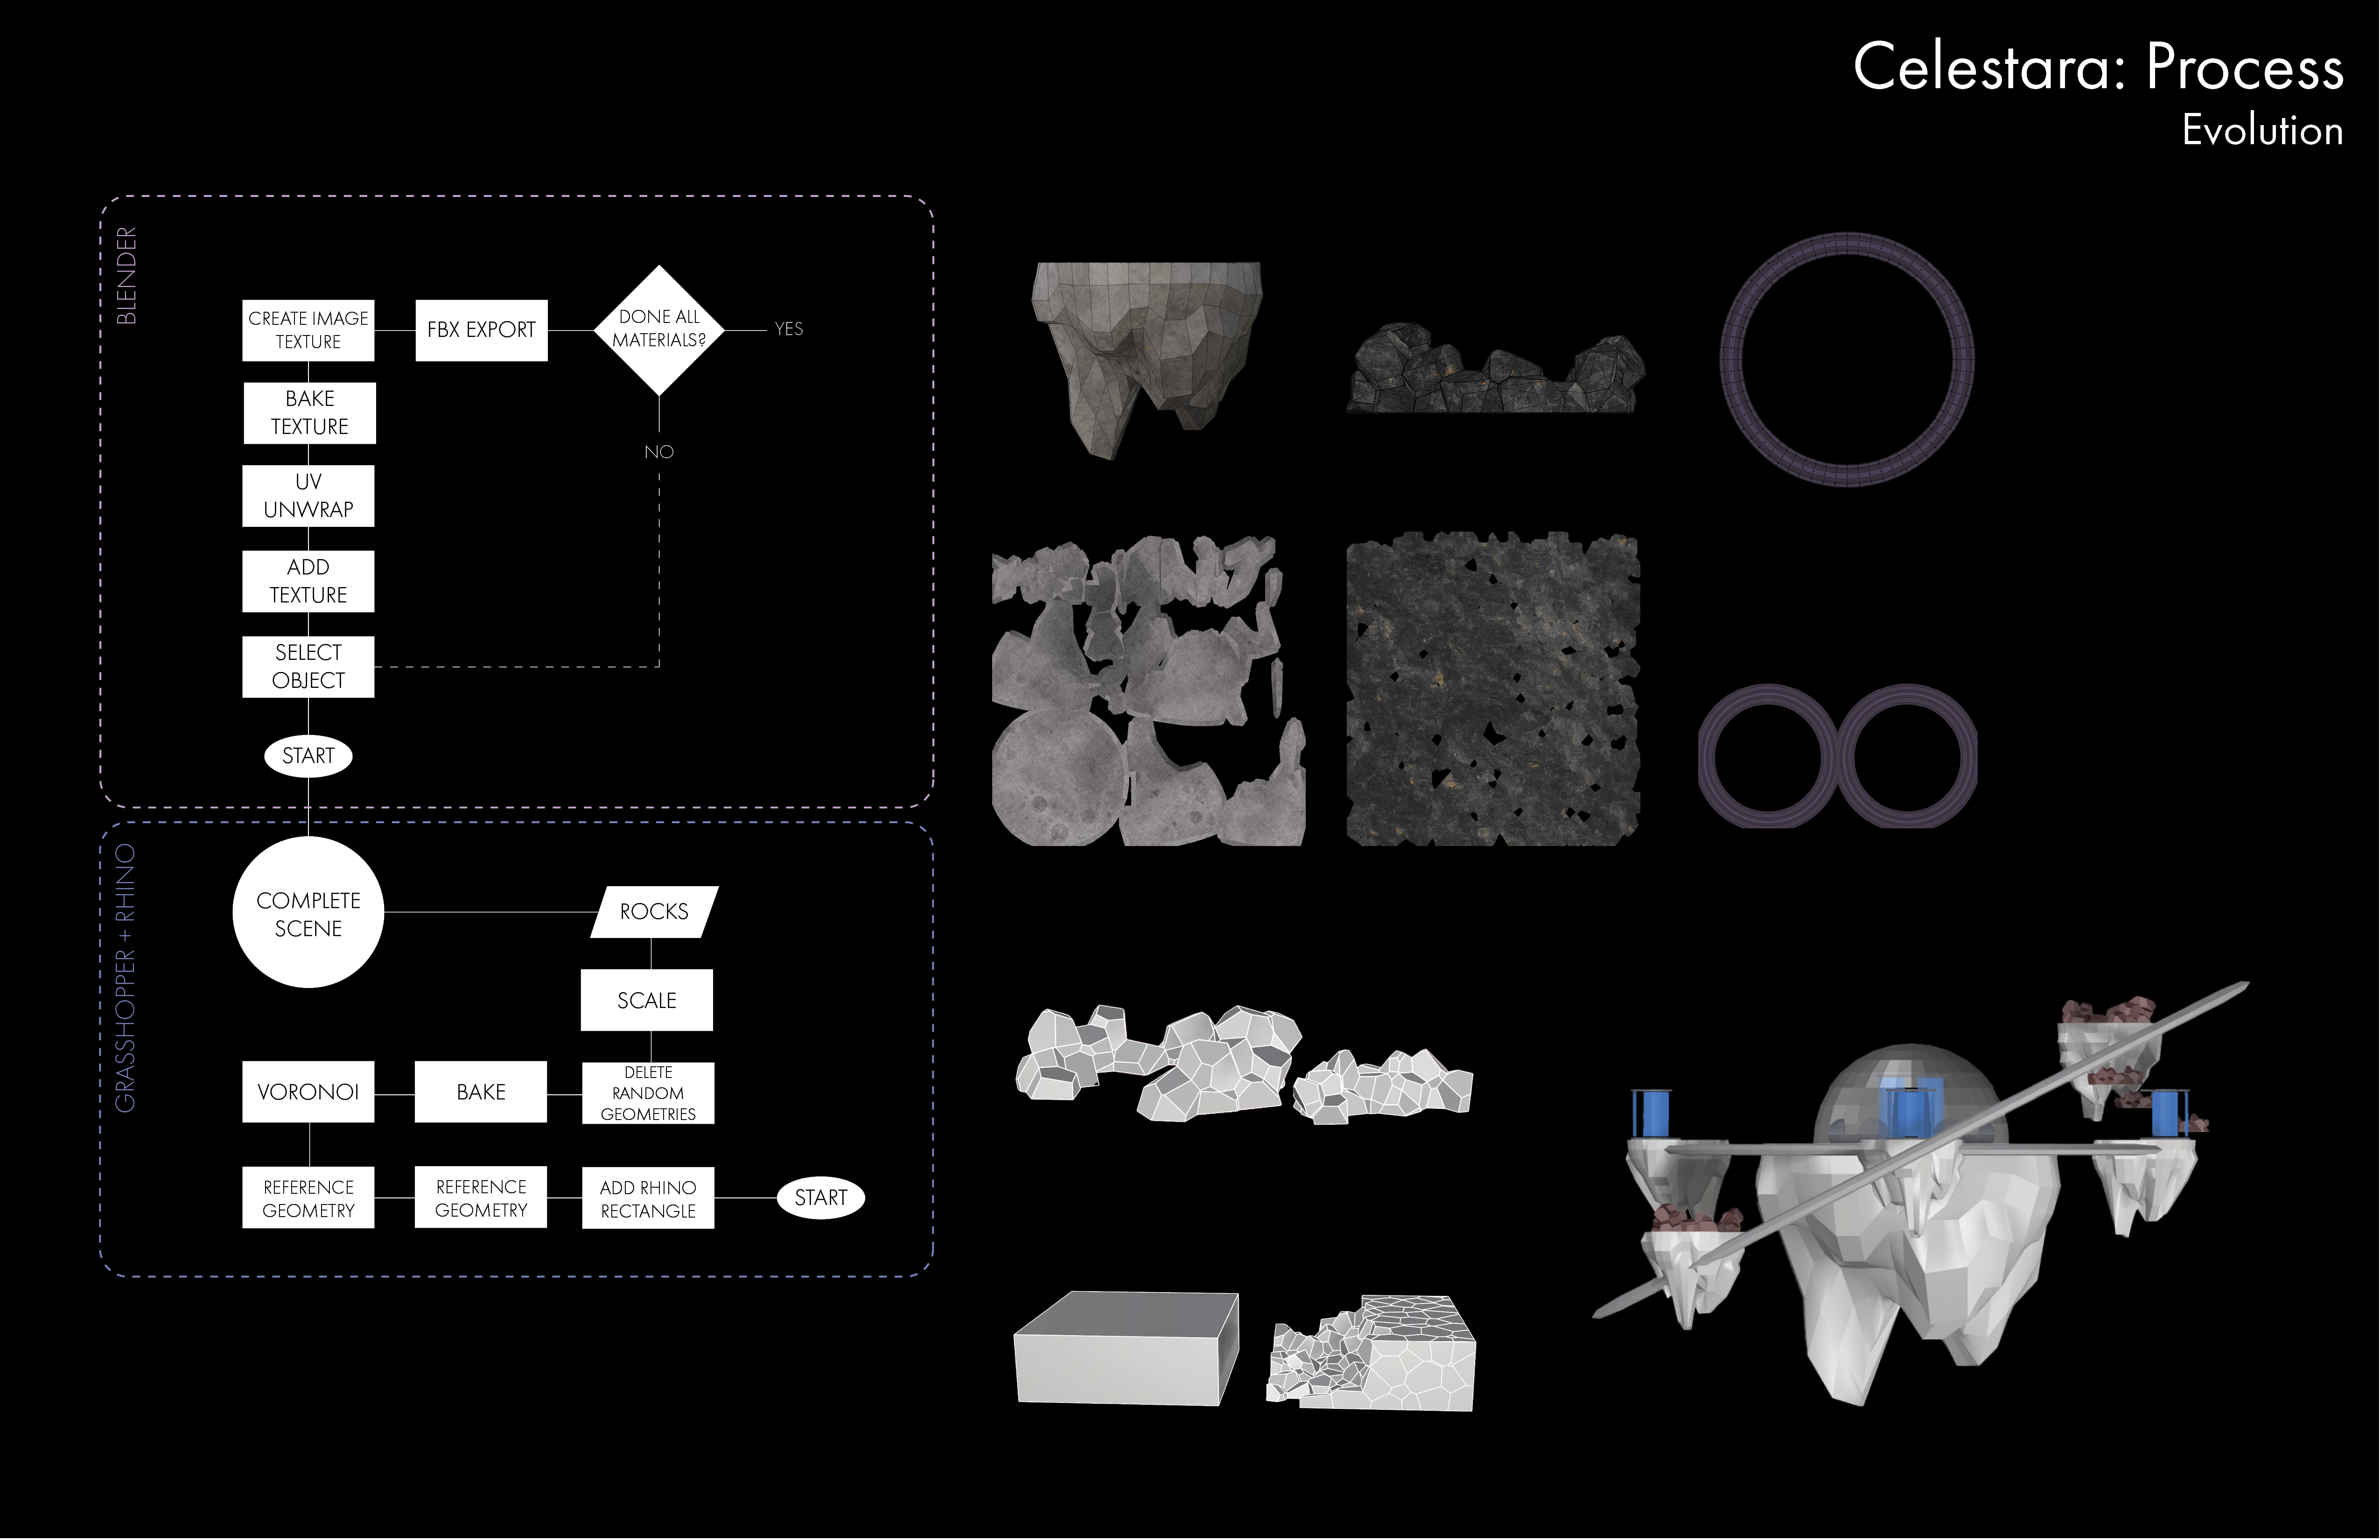 Celestara: Process
Evolution
BLENDER
CREATE IMAGE
TEXTURE
FBX EXPORT
DONE ALL
MATERIALS?
YES
BAKE
TEXTURE
NO
UV
UNWRAP
ADD
TEXTURE
SELECT
OBJECT
START
GRASSHOPPER + RHINO
COMPLETE
SCENE
ROCKS
SCALE
VORONOI
BAKE
DELETE
RANDOM
GEOMETRIES
REFERENCE
GEOMETRY
REFERENCE
GEOMETRY
ADD RHINO
RECTANGLE
START